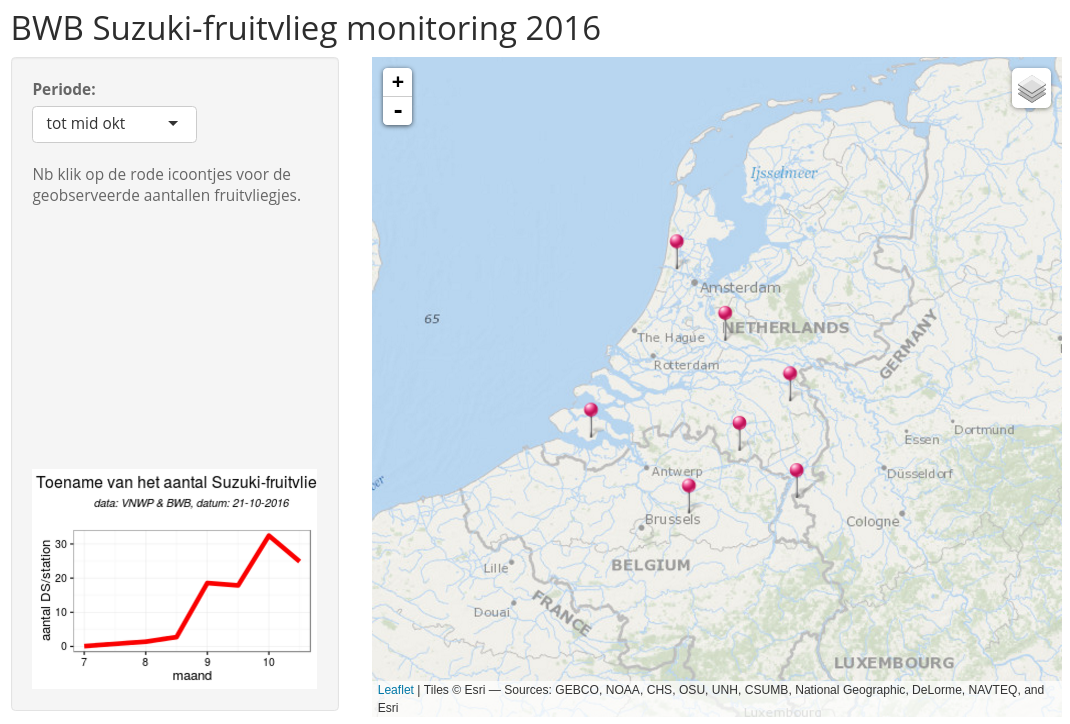 BWB Suzuki-fruitvlieg monitoring 2016
Periode:
tot mid okt
Nb klik op de rode icoontjes voor de
geobserveerde aantallen fruitvliegjes.
Toename van het aantal Suzuki-fruitvlie
data: VNWP & BWB, datum: 21-10-2016
aantal DS/station
30
20
10
0
7 8 9 10
maand
+
-
Ijsselmeer
Amsterdam
65
NETHERLANDS
The Hague
Rotterdam
GERMANY
Dortmund
Essen
Antwerp
Düsseldorf
Brussels
Cologne
BELGIUM
Lille
Douai
FRANCE
LUXEMBOURG
Luxembourg
Leaflet | Tiles © Esri — Sources: GEBCO, NOAA, CHS, OSU, UNH, CSUMB, National Geographic, DeLorme, NAVTEQ, and
Esri